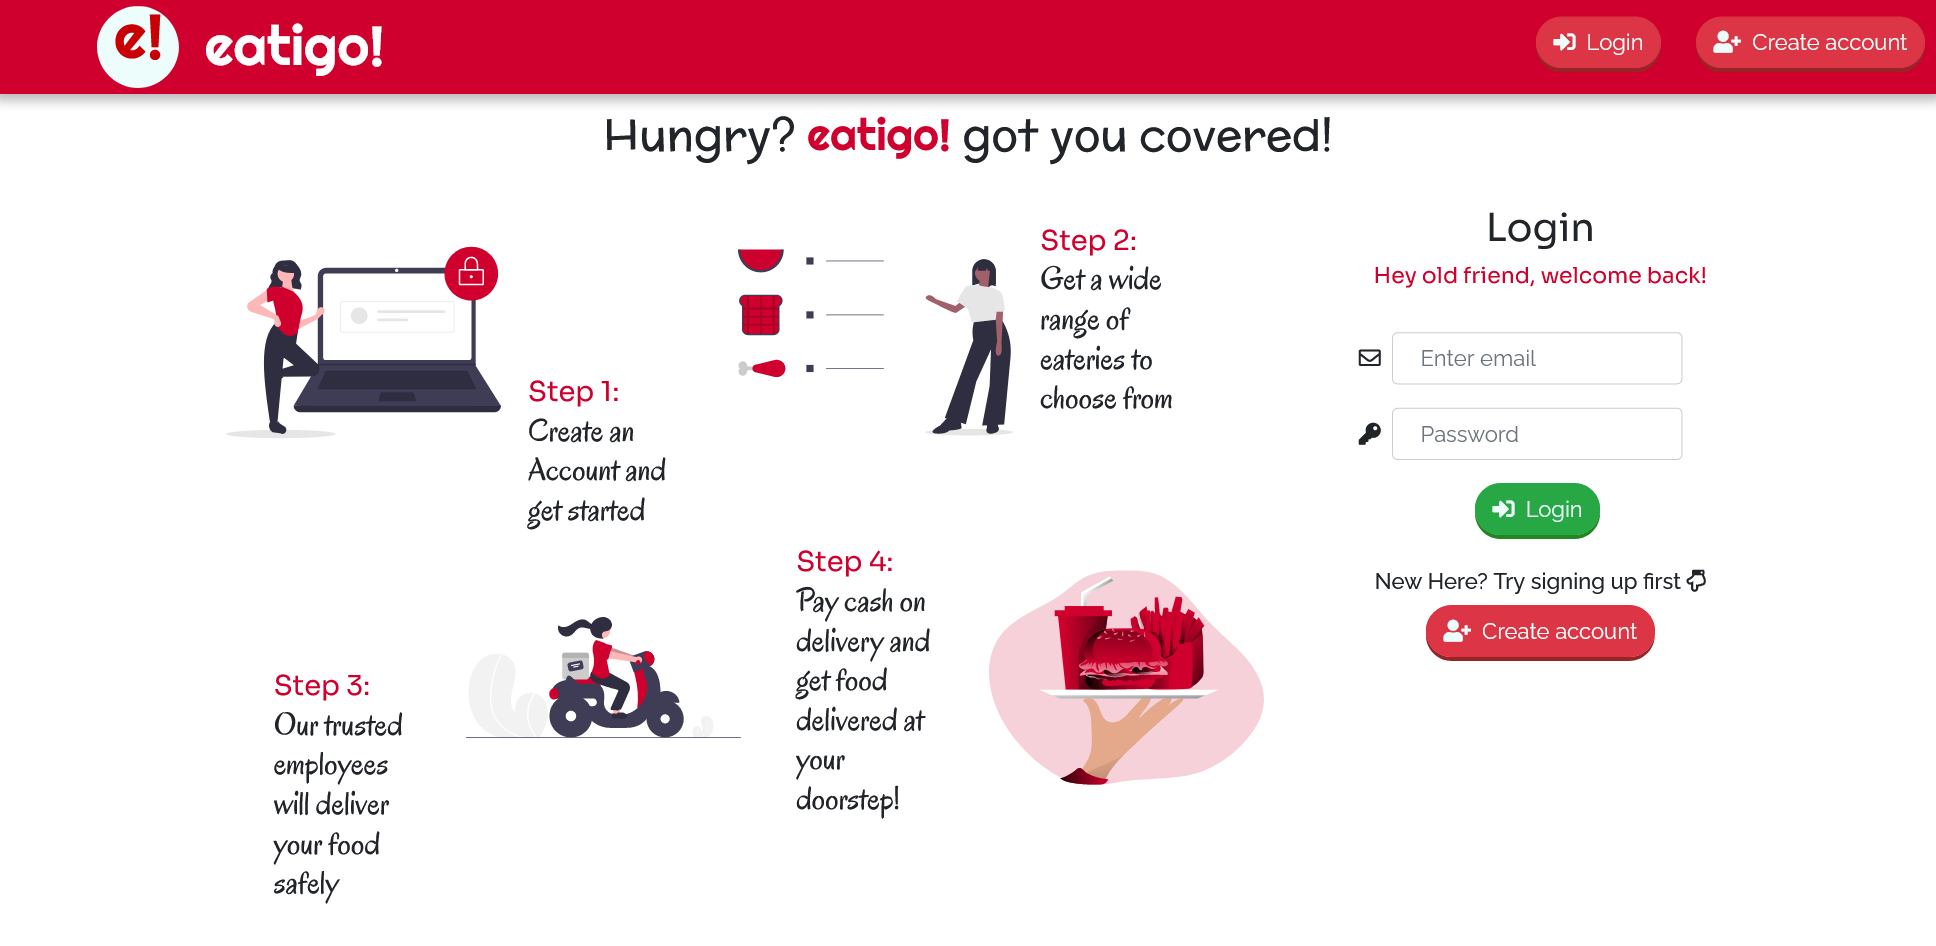 e!
eatigo!
Login
Create account
Hungry? eatigo! got you covered!
Step 1:
Create an
Account and
get started
Step 2:
Get a wide
range of
eateries to
choose from
Step 3:
Our trusted
employees
will deliver
your food
safely
Step 4:
Pay cash on
delivery and
get food
delivered at
your
doorstep!
Login
Hey old friend, welcome back!
Enter email
Password
Login
New Here? Try signing up first
Create account